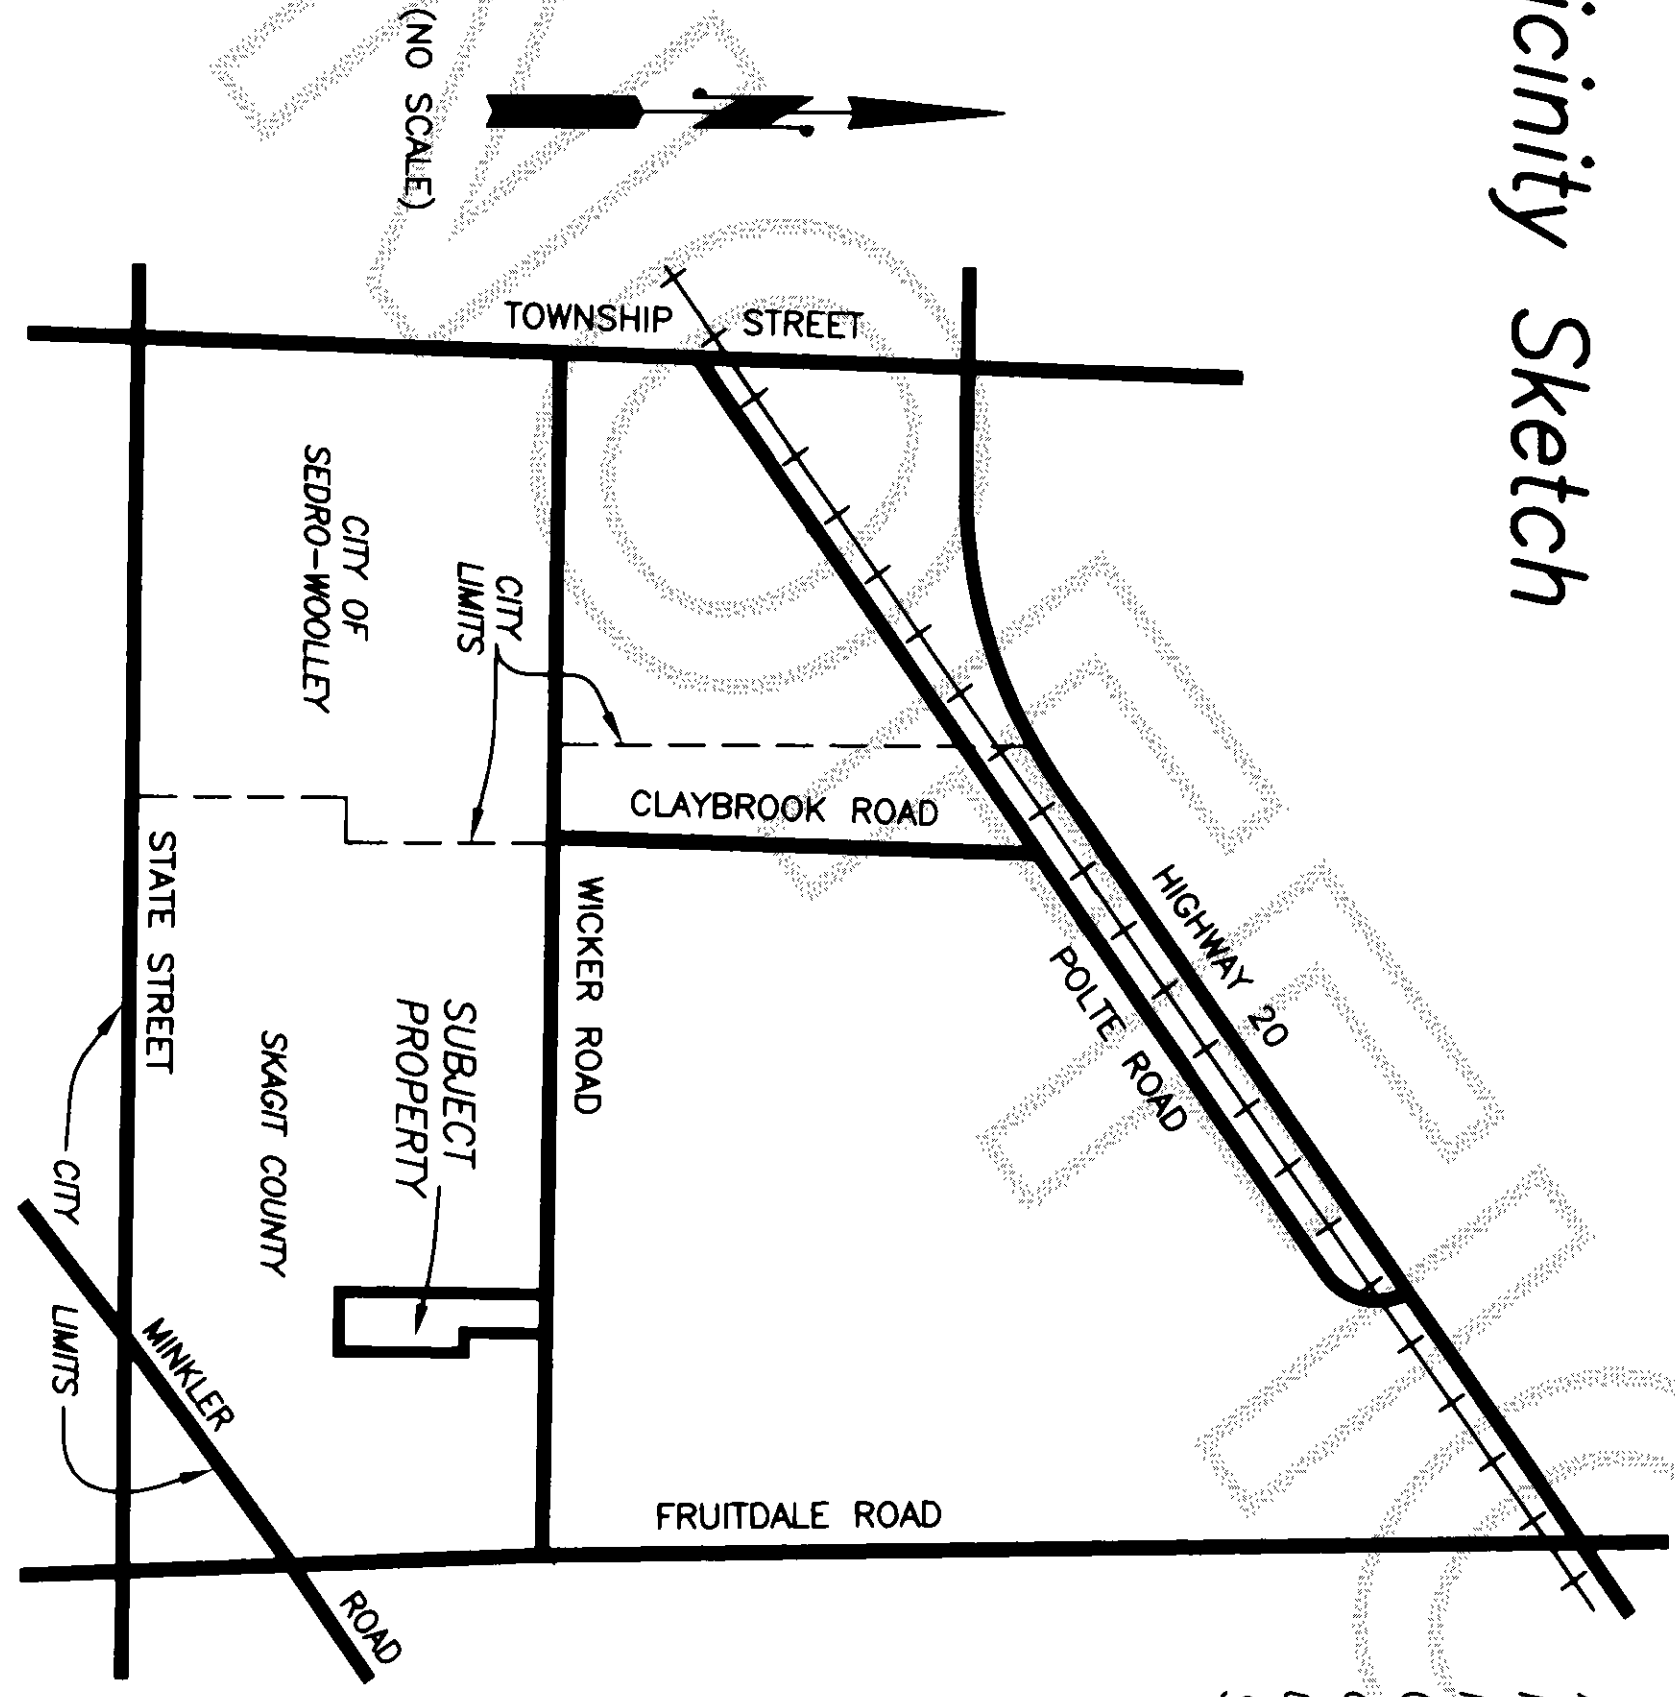 icinity Sketch
(NO SCALE)
TOWNSHIP STREET
HIGHWAY 20
POLTE ROAD
CLAYBROOK ROAD
FRUITDALE ROAD
WICKER ROAD
CITY
LIMITS
CITY OF
SEDRO-WOOLLEY
SUBJECT
PROPERTY
SKAGIT COUNTY
STATE STREET
MINKLER ROAD
CITY LIMITS